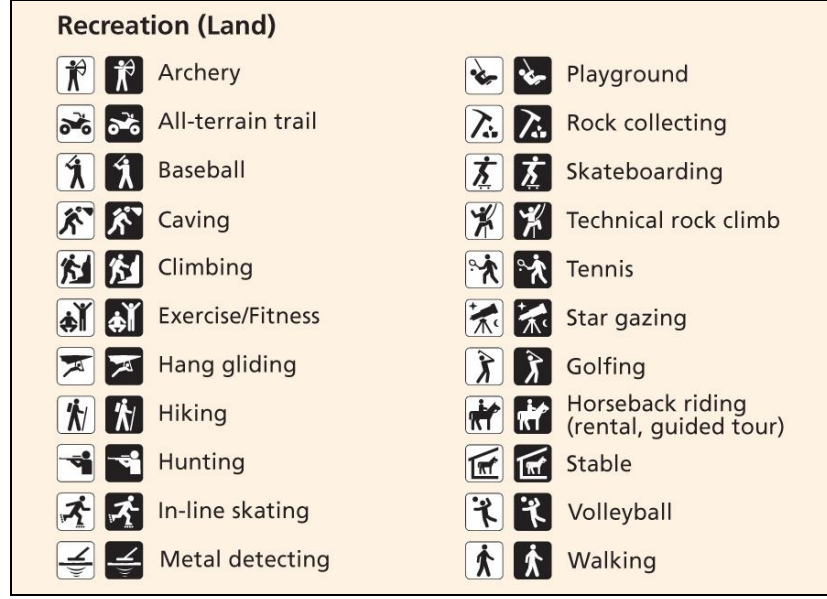 Recreation (Land)
Archery
All-terrain trail
Baseball
Caving
Climbing
Exercise/Fitness
Hang gliding
Hiking
Hunting
In-line skating
Metal detecting
Playground
Rock collecting
Skateboarding
Technical rock climb
Tennis
Star gazing
Golfing
Horseback riding
(rental, guided tour)
Stable
Volleyball
Walking